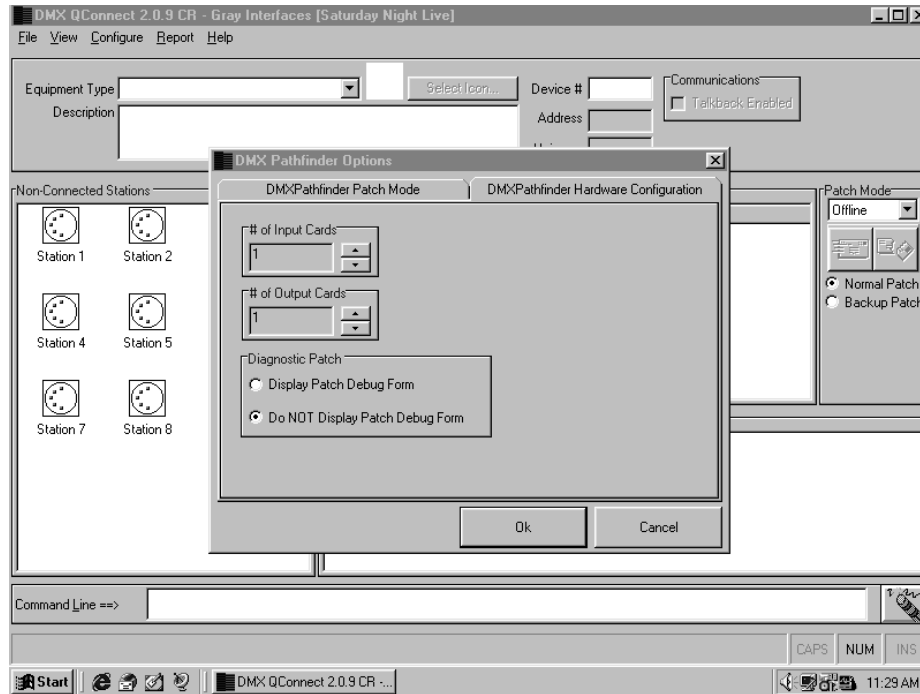 DMX QConnect 2.0.9 CR - Gray Interfaces [Saturday Night Live]
File View Configure Report Help
Equipment Type
Select Icon...
Device #
Communications
Talkback Enabled
Description
Address
DMX Pathfinder Options
Non-Connected Stations
DMXPathfinder Patch Mode
DMXPathfinder Hardware Configuration
Patch Mode
Offline
# of Input Cards
1
Station 1
Station 2
Normal Patch
Backup Patch
# of Output Cards
1
Station 4
Station 5
Diagnostic Patch
Display Patch Debug Form
Do NOT Display Patch Debug Form
Station 7
Station 8
Ok
Cancel
Command Line ==>
CAPS NUM INS
Start
DMX QConnect 2.0.9 CR -...
11:29 AM